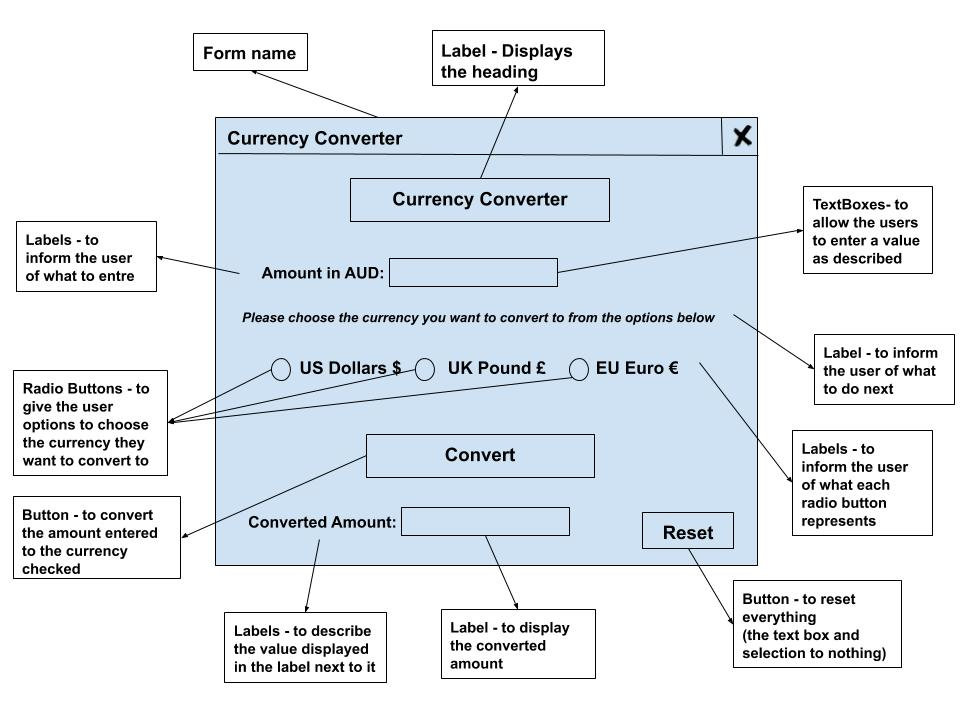 Form name
Label - Displays
the heading
Currency Converter
X
Currency Converter
TextBoxes- to
allow the users
to enter a value
as described
Labels - to
inform the user
of what to entre
Amount in AUD:
Please choose the currency you want to convert to from the options below
Label - to inform
the user of what
to do next
US Dollars $
UK Pound £
EU Euro €
Radio Buttons - to
give the user
options to choose
the currency they
want to convert to
Labels - to
inform the user
of what each
radio button
represents
Convert
Button - to convert
the amount entered
to the currency
checked
Converted Amount:
Reset
Button - to reset
everything
(the text box and
selection to nothing)
Labels - to describe
the value displayed
in the label next to it
Label - to display
the converted
amount